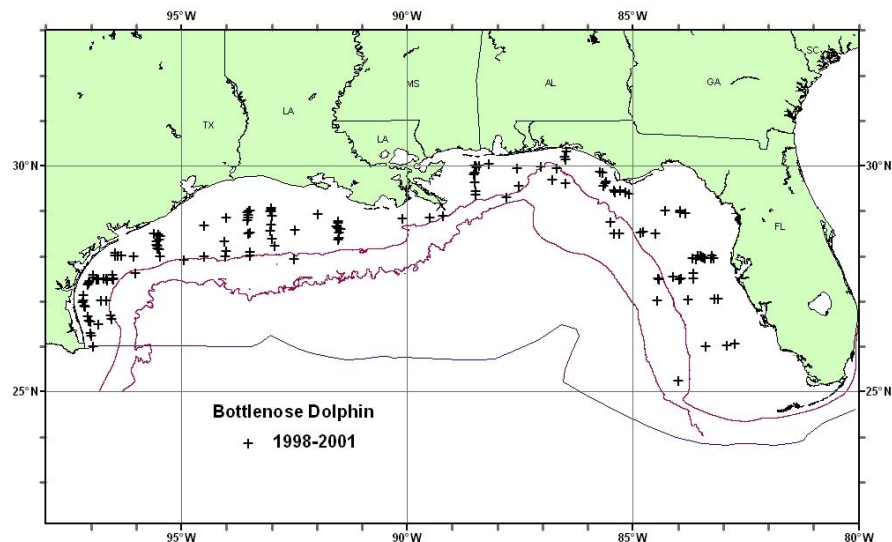 95°W 90°W 85°W 80°W
SC
MS AL GA
LA
TX
LA
30°N 30°N
FL
25°N 25°N
Bottlenose Dolphin
+ 1998-2001
95°W 90°W 85°W 80°W